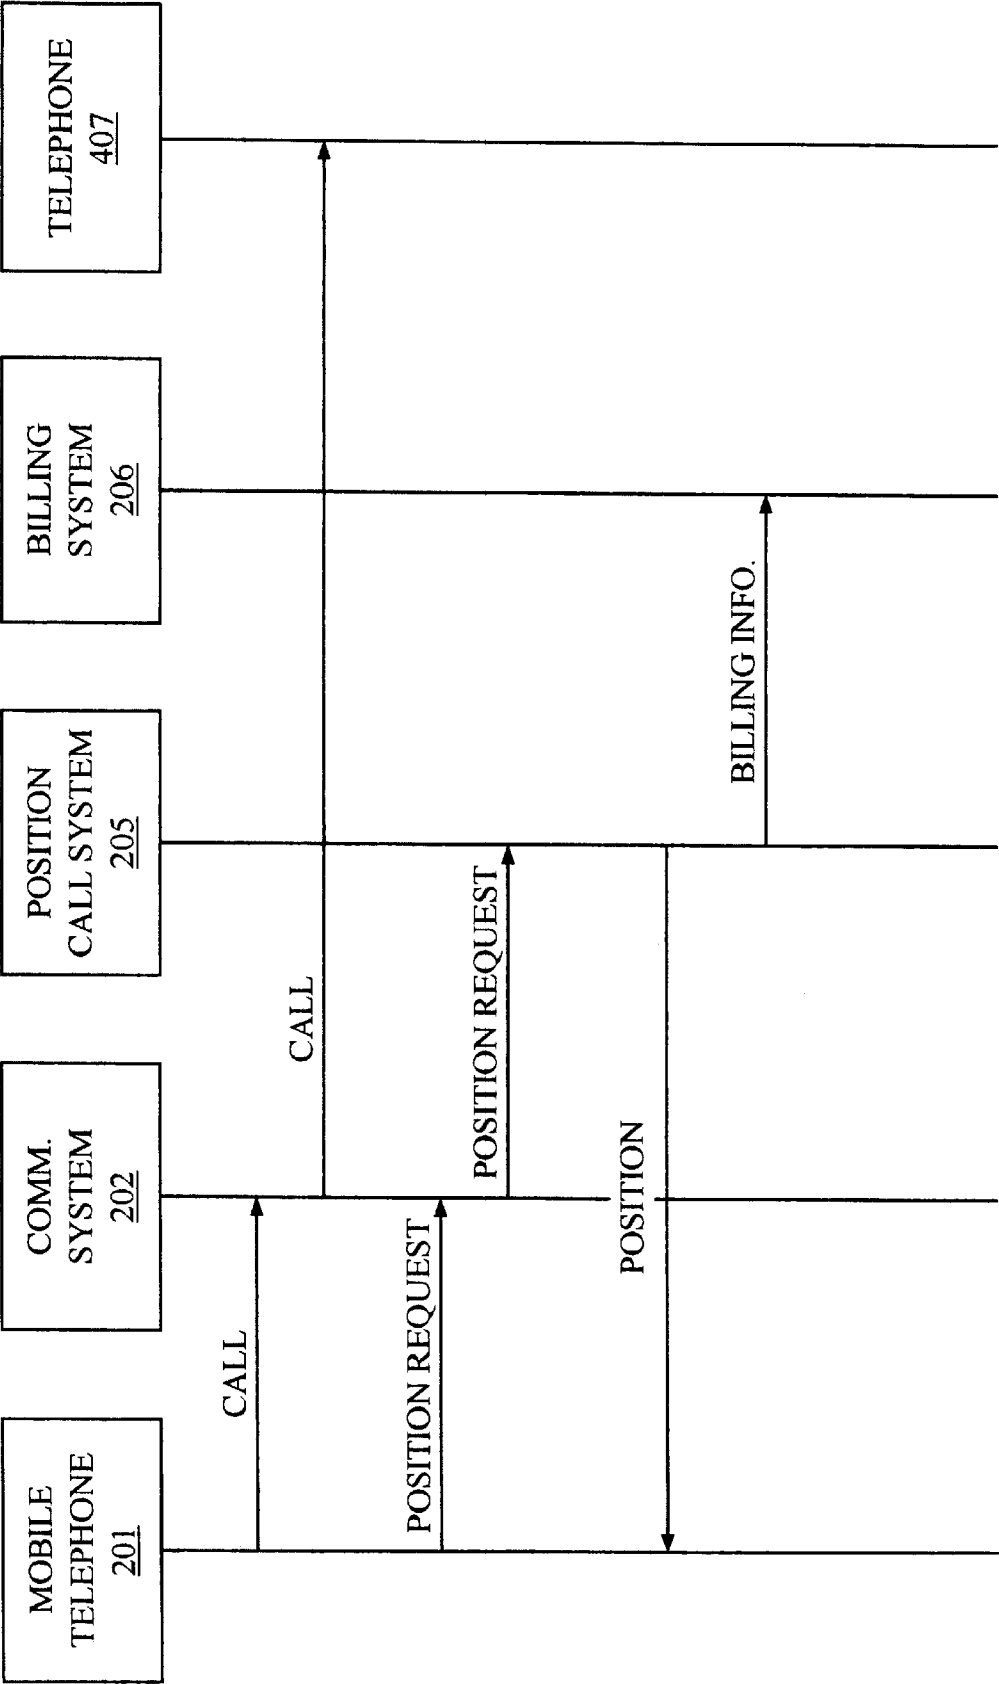 MOBILE
TELEPHONE
201
COMM.
SYSTEM
202
POSITION
CALL SYSTEM
205
BILLING
SYSTEM
206
TELEPHONE
407
CALL
CALL
POSITION REQUEST
POSITION REQUEST
POSITION
BILLING INFO.